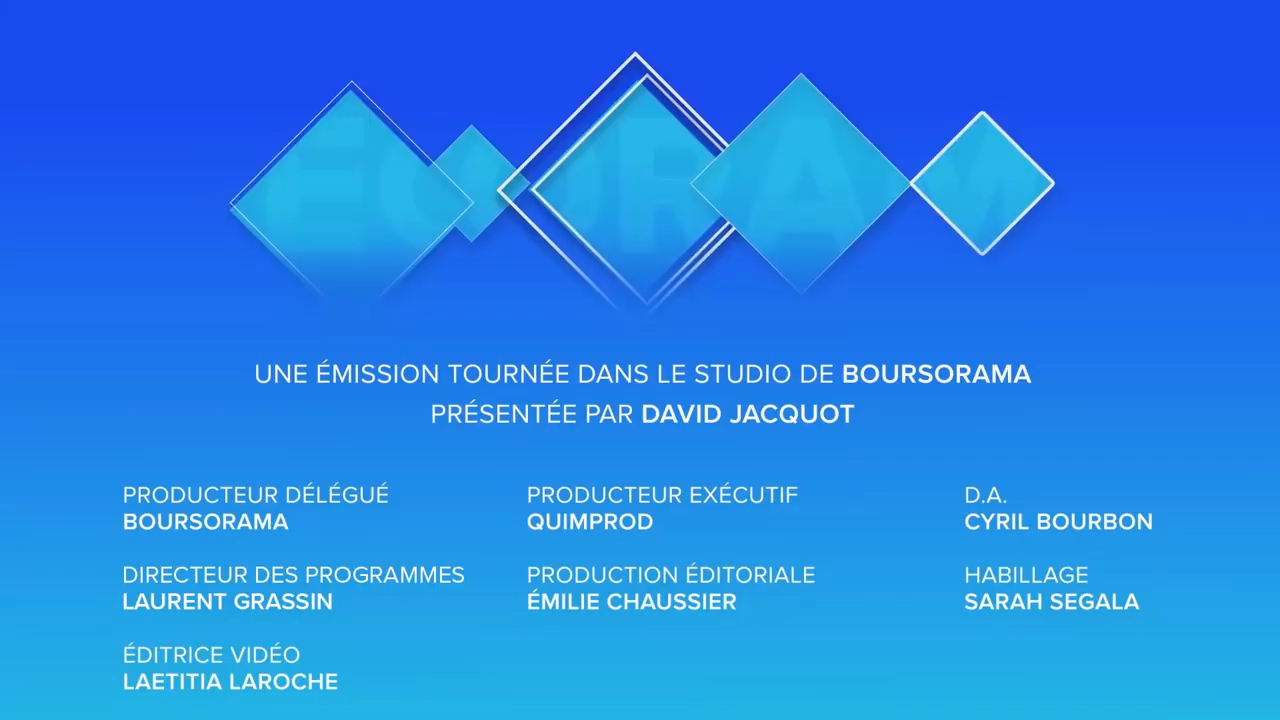 ECORAM
UNE ÉMISSION TOURNÉE DANS LE STUDIO DE BOURSORAMA
PRÉSENTÉE PAR DAVID JACQUOT
PRODUCTEUR DÉLÉGUÉ
BOURSORAMA
DIRECTEUR DES PROGRAMMES
LAURENT GRASSIN
ÉDITRICE VIDÉO
LAETITIA LAROCHE
PRODUCTEUR EXÉCUTIF
QUIMPROD
PRODUCTION ÉDITORIALE
ÉMILIE CHAUSSIER
D.A.
CYRIL BOURBON
HABILLAGE
SARAH SEGALA